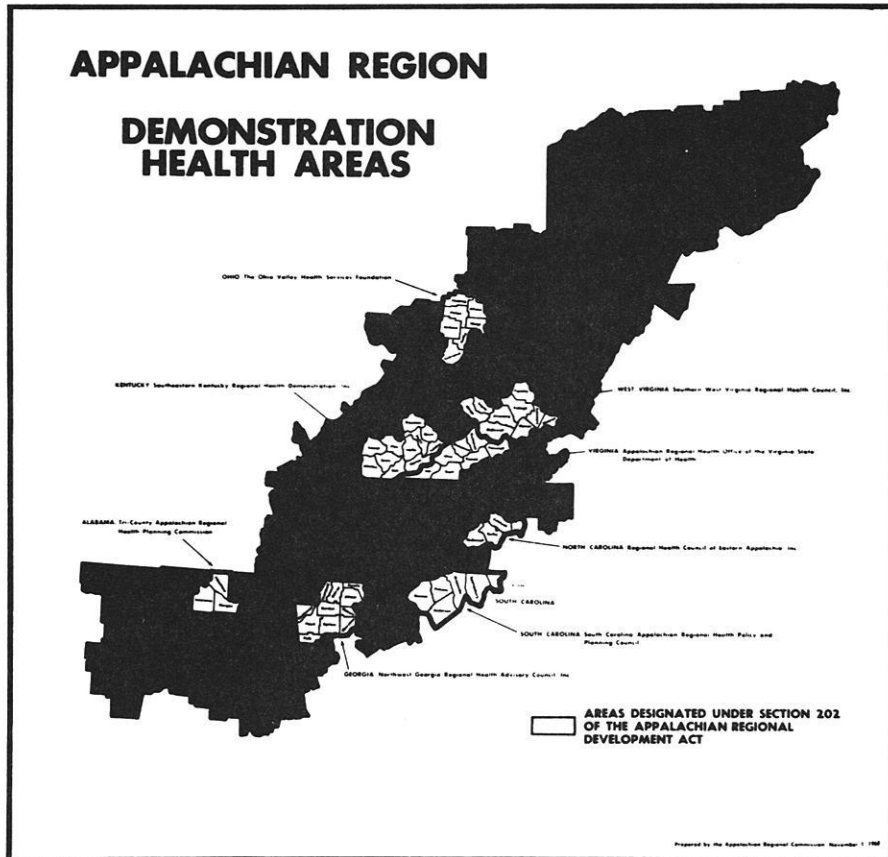 APPALACHIAN REGION
DEMONSTRATION
HEALTH AREAS
OHIO The Ohio Valley Health Services Foundation
KENTUCKY Southeastern Kentucky Regional Health Demonstration Inc
WEST VIRGINIA Southern West Virginia Regional Health Council, Inc.
VIRGINIA Appalachian Regional Health Office of the Virginia State
Department of Health
ALABAMA Tri-County Appalachian Regional
Health Planning Commission
NORTH CAROLINA Regional Health Council of Eastern Appalachia Inc
SOUTH CAROLINA
SOUTH CAROLINA South Carolina Appalachian Regional Health Policy and
Planning Council
GEORGIA Northwest Georgia Regional Health Advisory Council Inc
AREAS DESIGNATED UNDER SECTION 202
OF THE APPALACHIAN REGIONAL
DEVELOPMENT ACT
Prepared by the Appalachian Regional Commission November 1